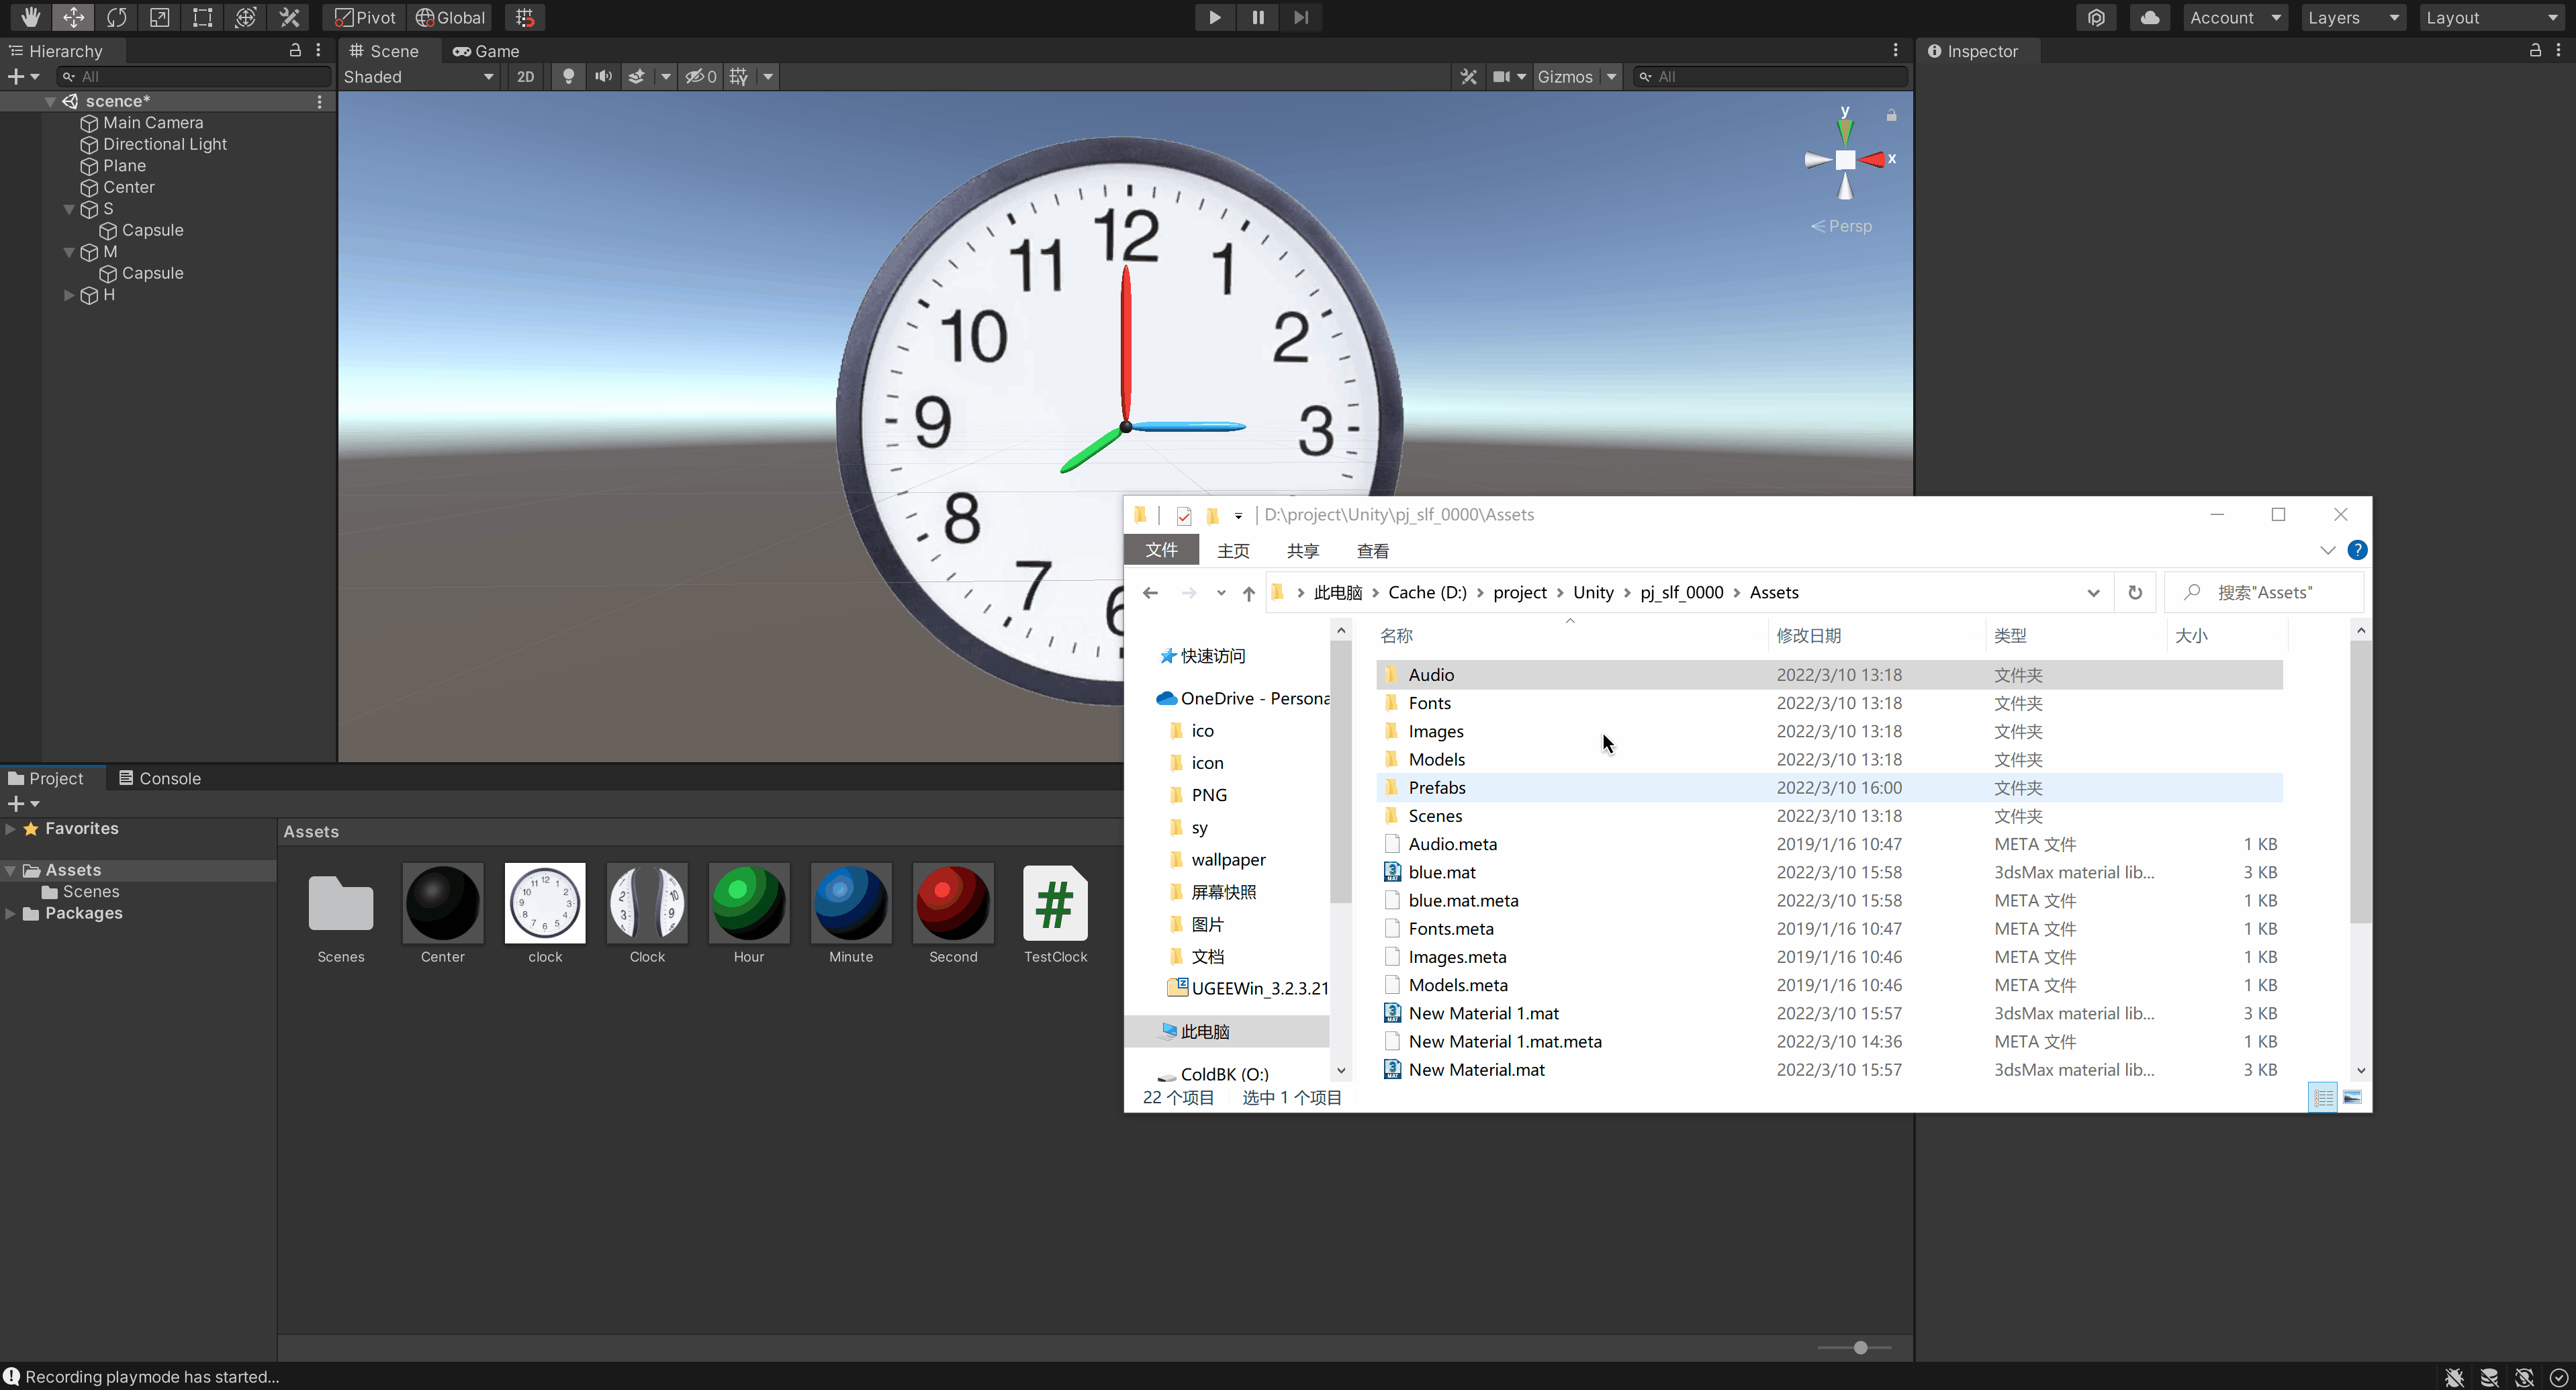 Pivot Global Account Layers Layout
Hierarchy Scene Game Inspector
All Shaded 2D 0 Gizmos All
scence*
Main Camera
Directional Light
Plane
Center
S
Capsule
M
Capsule
H
y
x
Persp
12
11 1
10 2
9 3
8
7
6
D:\project\Unity\pj_slf_0000\Assets
文件 主页 共享 查看
此电脑 Cache (D:) project Unity pj_slf_0000 Assets 搜索"Assets"
快速访问
OneDrive - Persona
ico
icon
PNG
sy
wallpaper
屏幕快照
图片
文档
UGEEWin_3.2.3.21
此电脑
ColdBK (O:)
名称 修改日期 类型 大小
Audio 2022/3/10 13:18 文件夹
Fonts 2022/3/10 13:18 文件夹
Images 2022/3/10 13:18 文件夹
Models 2022/3/10 13:18 文件夹
Prefabs 2022/3/10 16:00 文件夹
Scenes 2022/3/10 13:18 文件夹
Audio.meta 2019/1/16 10:47 META 文件 1 KB
blue.mat 2022/3/10 15:58 3dsMax material lib... 3 KB
blue.mat.meta 2022/3/10 15:58 META 文件 1 KB
Fonts.meta 2019/1/16 10:47 META 文件 1 KB
Images.meta 2019/1/16 10:46 META 文件 1 KB
Models.meta 2019/1/16 10:46 META 文件 1 KB
New Material 1.mat 2022/3/10 15:57 3dsMax material lib... 3 KB
New Material 1.mat.meta 2022/3/10 14:36 META 文件 1 KB
New Material.mat 2022/3/10 15:57 3dsMax material lib... 3 KB
22 个项目 选中 1 个项目
Project Console
Favorites
Assets
Scenes
Packages
Assets
Scenes Center clock Clock Hour Minute Second TestClock
Recording playmode has started...